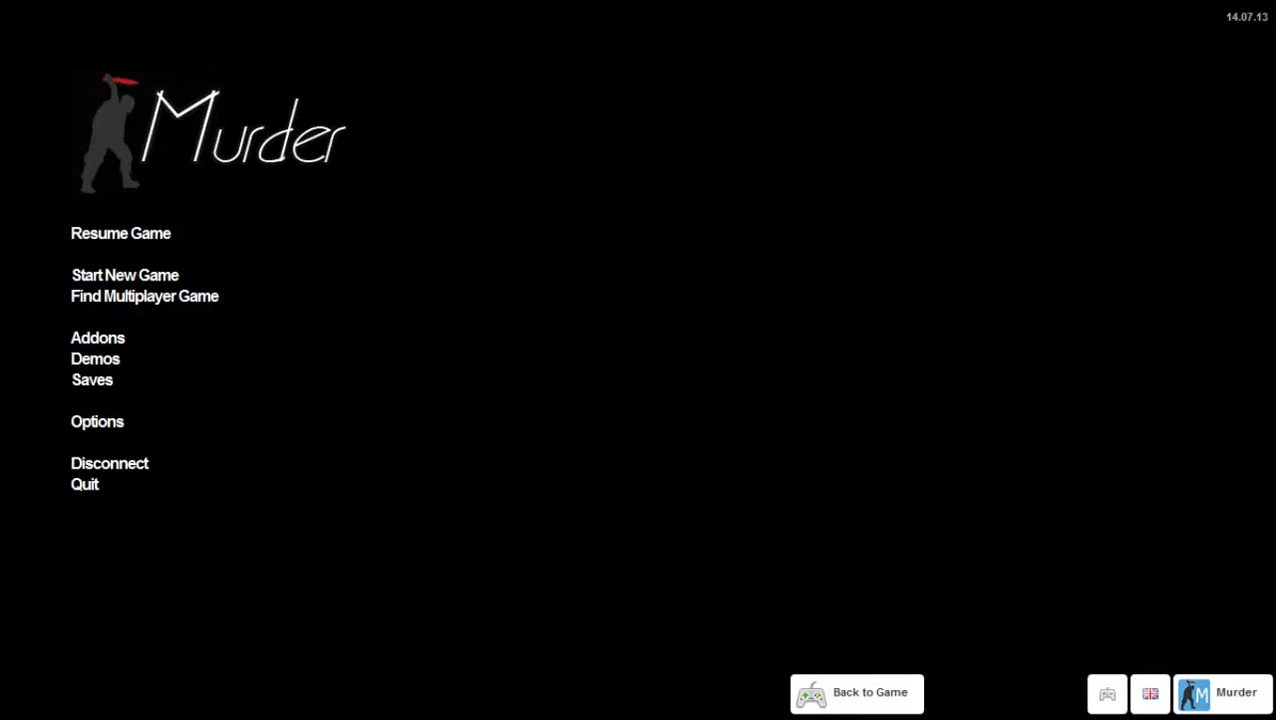 14.07.13
Murder
Resume Game
Start New Game
Find Multiplayer Game
Addons
Demos
Saves
Options
Disconnect
Quit
Back to Game
M
Murder